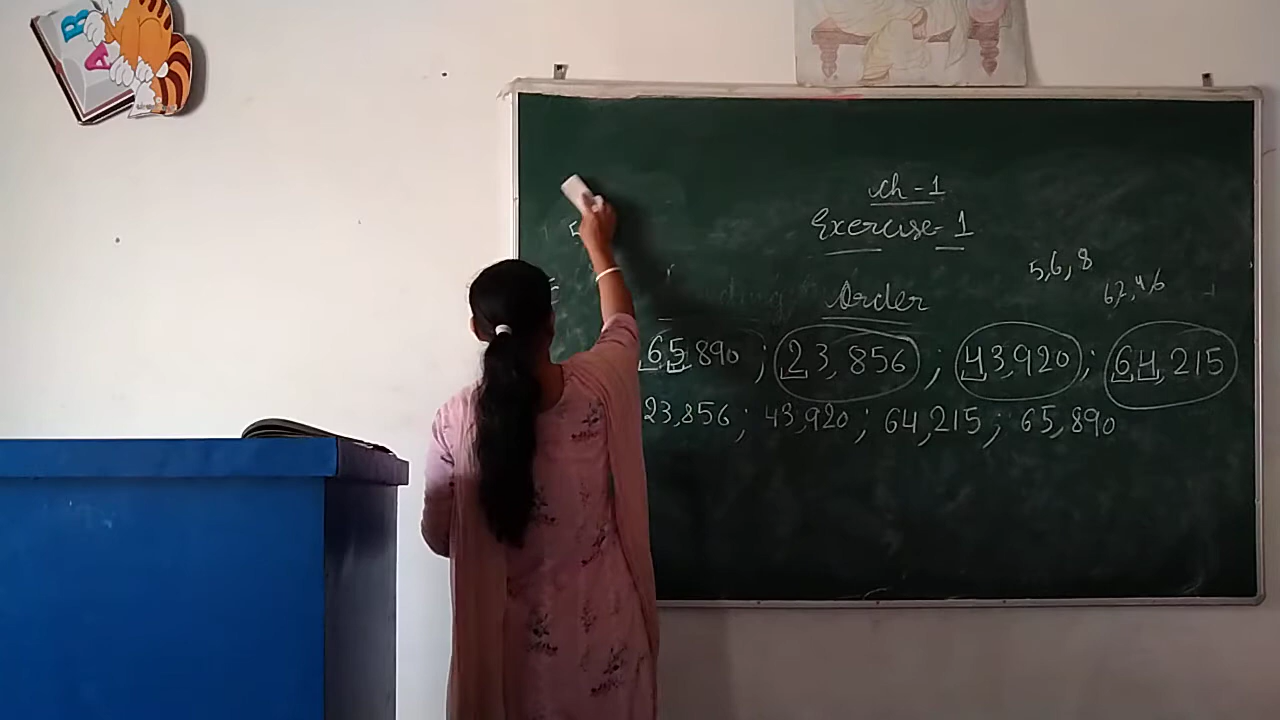 B
A
ch - 1
Exercise - 1
5,6,8
67,4,6
Order
65,890 ; 23,856 ; 43,920 ; 64,215
23,856 ; 43,920 ; 64,215 ; 65,890